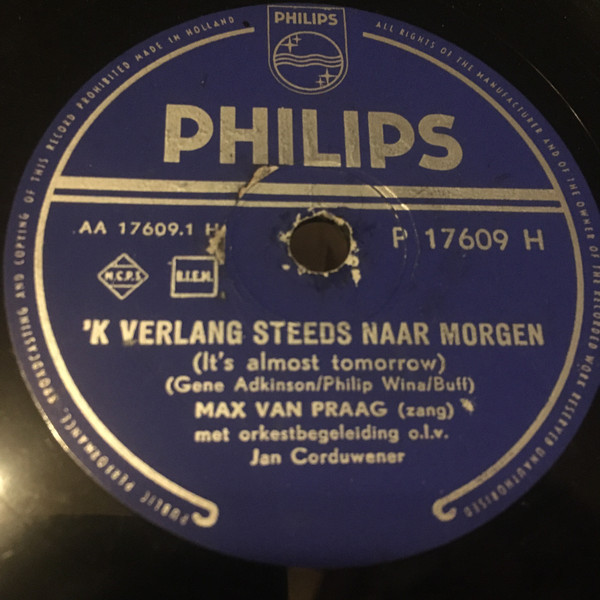 PHILIPS
PHILIPS
AA 17609.1 H
P 17609 H
M.C.P.S
B.I.E.M.
'K VERLANG STEEDS NAAR MORGEN
(It's almost tomorrow)
(Gene Adkinson/Philip Wina/Buff)
MAX VAN PRAAG (zang)
met orkestbegeleiding o.l.v.
Jan Corduwener
PUBLIC PERFORMANCE, BROADCASTING AND COPYING OF THIS RECORD PROHIBITED MADE IN HOLLAND
ALL RIGHTS OF THE MANUFACTURER AND OF THE OWNER OF THE RECORDED WORK RESERVED UNAUTHORISED